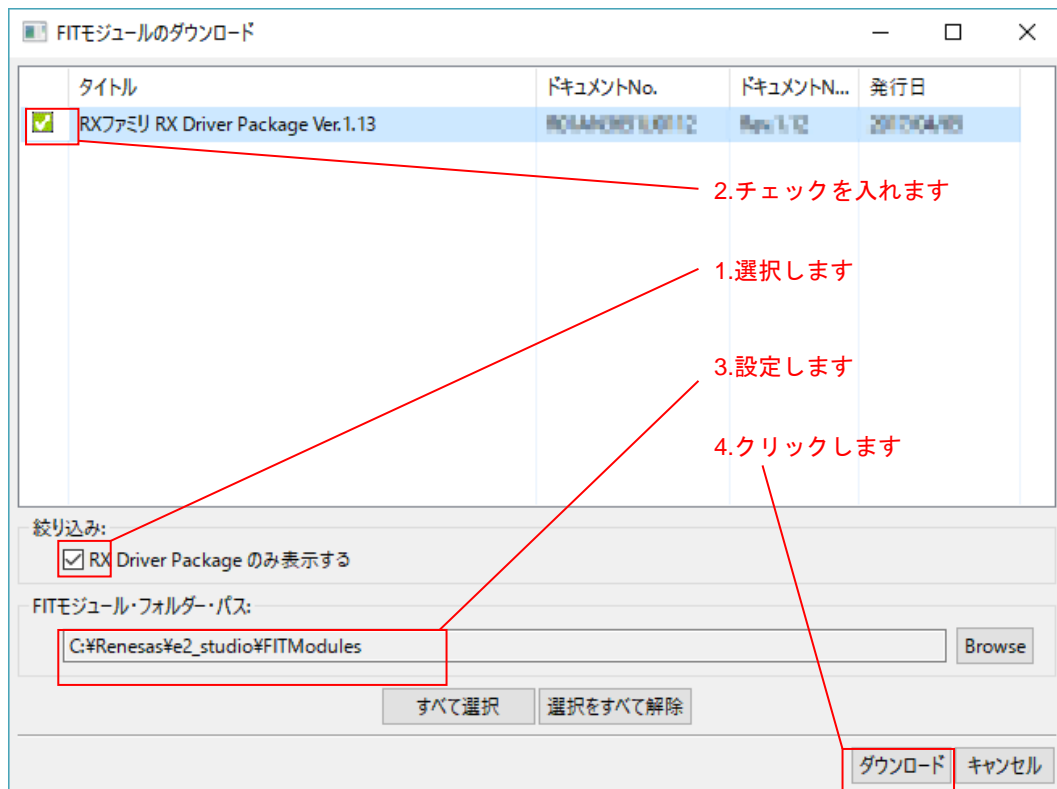 FITモジュールのダウンロード
タイトル ドキュメントNo. ドキュメントN... 発行日
RXファミリ RX Driver Package Ver.1.13
2.チェックを入れます
1.選択します
3.設定します
4.クリックします
絞り込み:
RX Driver Package のみ表示する
FITモジュール・フォルダー・パス:
C:¥Renesas¥e2_studio¥FITModules Browse
すべて選択 選択をすべて解除
ダウンロード キャンセル